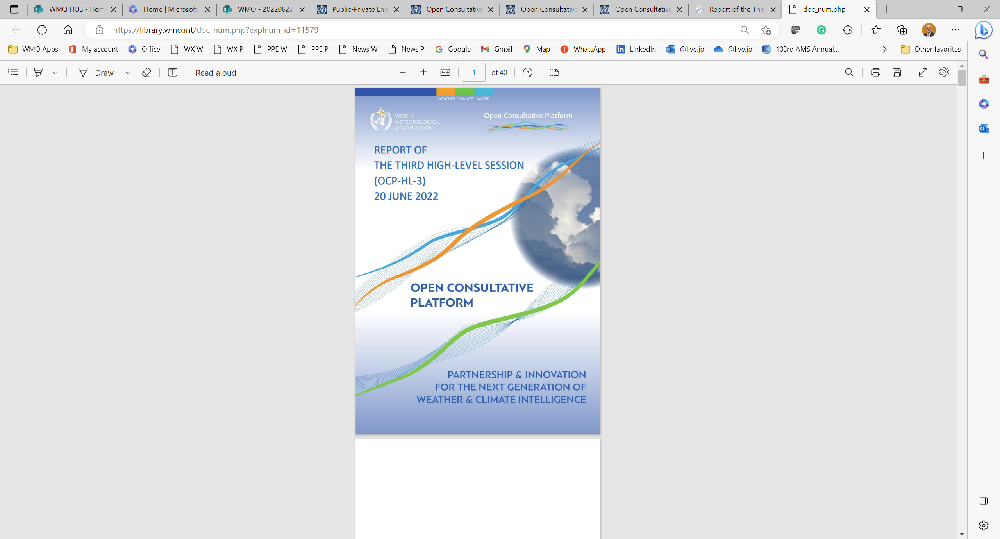 WMO HUB - Hom
Home | Microsoft
WMO - 20220622
Public-Private Eng
Open Consultative
Open Consultative
Open Consultative
Report of the Thir
doc_num.php
https://library.wmo.int/doc_num.php?explnum_id=11579
WMO Apps
My account
Office
WX W
WX P
PPE W
PPE P
News W
News P
Google
Gmail
Map
WhatsApp
LinkedIn
@live.jp
@live.jp
103rd AMS Annual...
Other favorites
Draw
Read aloud
1
of 40
WEATHER CLIMATE WATER
WORLD
METEOROLOGICAL
ORGANIZATION
Open Consultative Platform
REPORT OF
THE THIRD HIGH-LEVEL SESSION
(OCP-HL-3)
20 JUNE 2022
OPEN CONSULTATIVE
PLATFORM
PARTNERSHIP & INNOVATION
FOR THE NEXT GENERATION OF
WEATHER & CLIMATE INTELLIGENCE